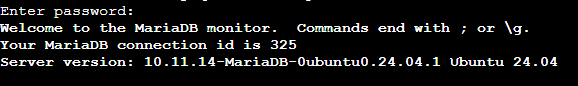 Enter password:
Welcome to the MariaDB monitor.  Commands end with ; or \g.
Your MariaDB connection id is 325
Server version: 10.11.14-MariaDB-0ubuntu0.24.04.1 Ubuntu 24.04